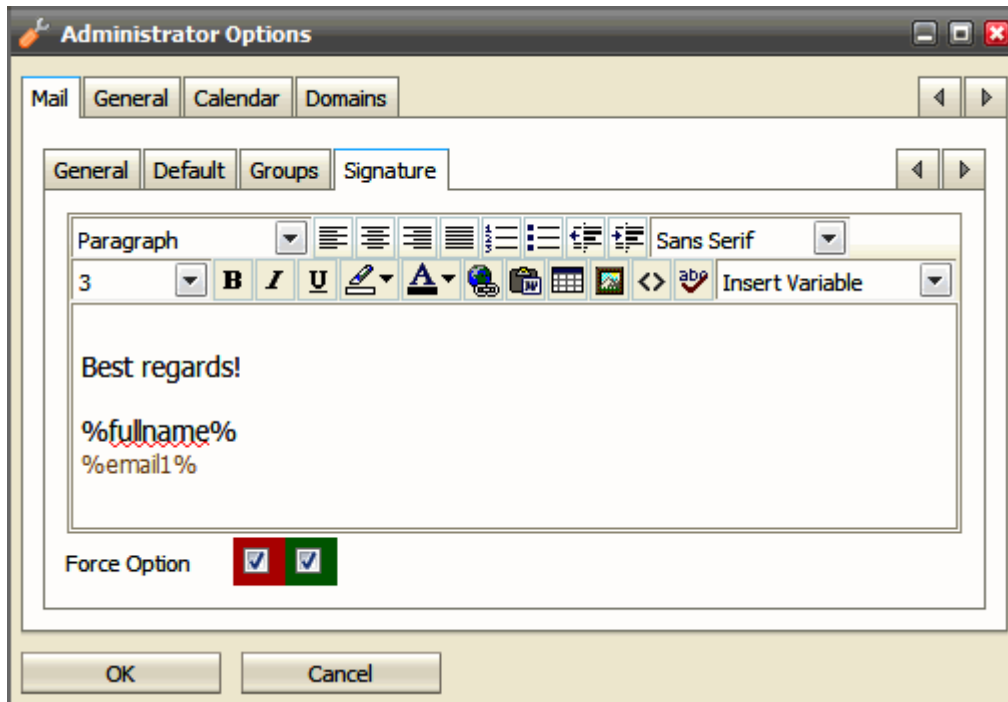 Administrator Options
Mail General Calendar Domains
General Default Groups Signature
Paragraph Sans Serif
3 B I U A Insert Variable
Best regards!
%fullname%
%email1%
Force Option
OK Cancel